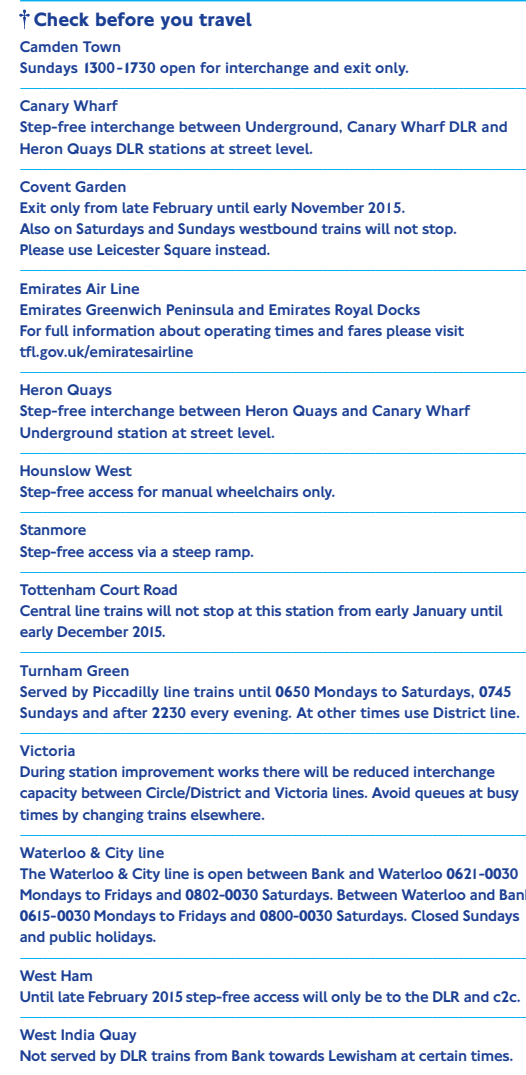 † Check before you travel
Camden Town
Sundays 1300-1730 open for interchange and exit only.
Canary Wharf
Step-free interchange between Underground, Canary Wharf DLR and
Heron Quays DLR stations at street level.
Covent Garden
Exit only from late February until early November 2015.
Also on Saturdays and Sundays westbound trains will not stop.
Please use Leicester Square instead.
Emirates Air Line
Emirates Greenwich Peninsula and Emirates Royal Docks
For full information about operating times and fares please visit
tfl.gov.uk/emiratesairline
Heron Quays
Step-free interchange between Heron Quays and Canary Wharf
Underground station at street level.
Hounslow West
Step-free access for manual wheelchairs only.
Stanmore
Step-free access via a steep ramp.
Tottenham Court Road
Central line trains will not stop at this station from early January until
early December 2015.
Turnham Green
Served by Piccadilly line trains until 0650 Mondays to Saturdays, 0745
Sundays and after 2230 every evening. At other times use District line.
Victoria
During station improvement works there will be reduced interchange
capacity between Circle/District and Victoria lines. Avoid queues at busy
times by changing trains elsewhere.
Waterloo & City line
The Waterloo & City line is open between Bank and Waterloo 0621-0030
Mondays to Fridays and 0802-0030 Saturdays. Between Waterloo and Bank
0615-0030 Mondays to Fridays and 0800-0030 Saturdays. Closed Sundays
and public holidays.
West Ham
Until late February 2015 step-free access will only be to the DLR and c2c.
West India Quay
Not served by DLR trains from Bank towards Lewisham at certain times.